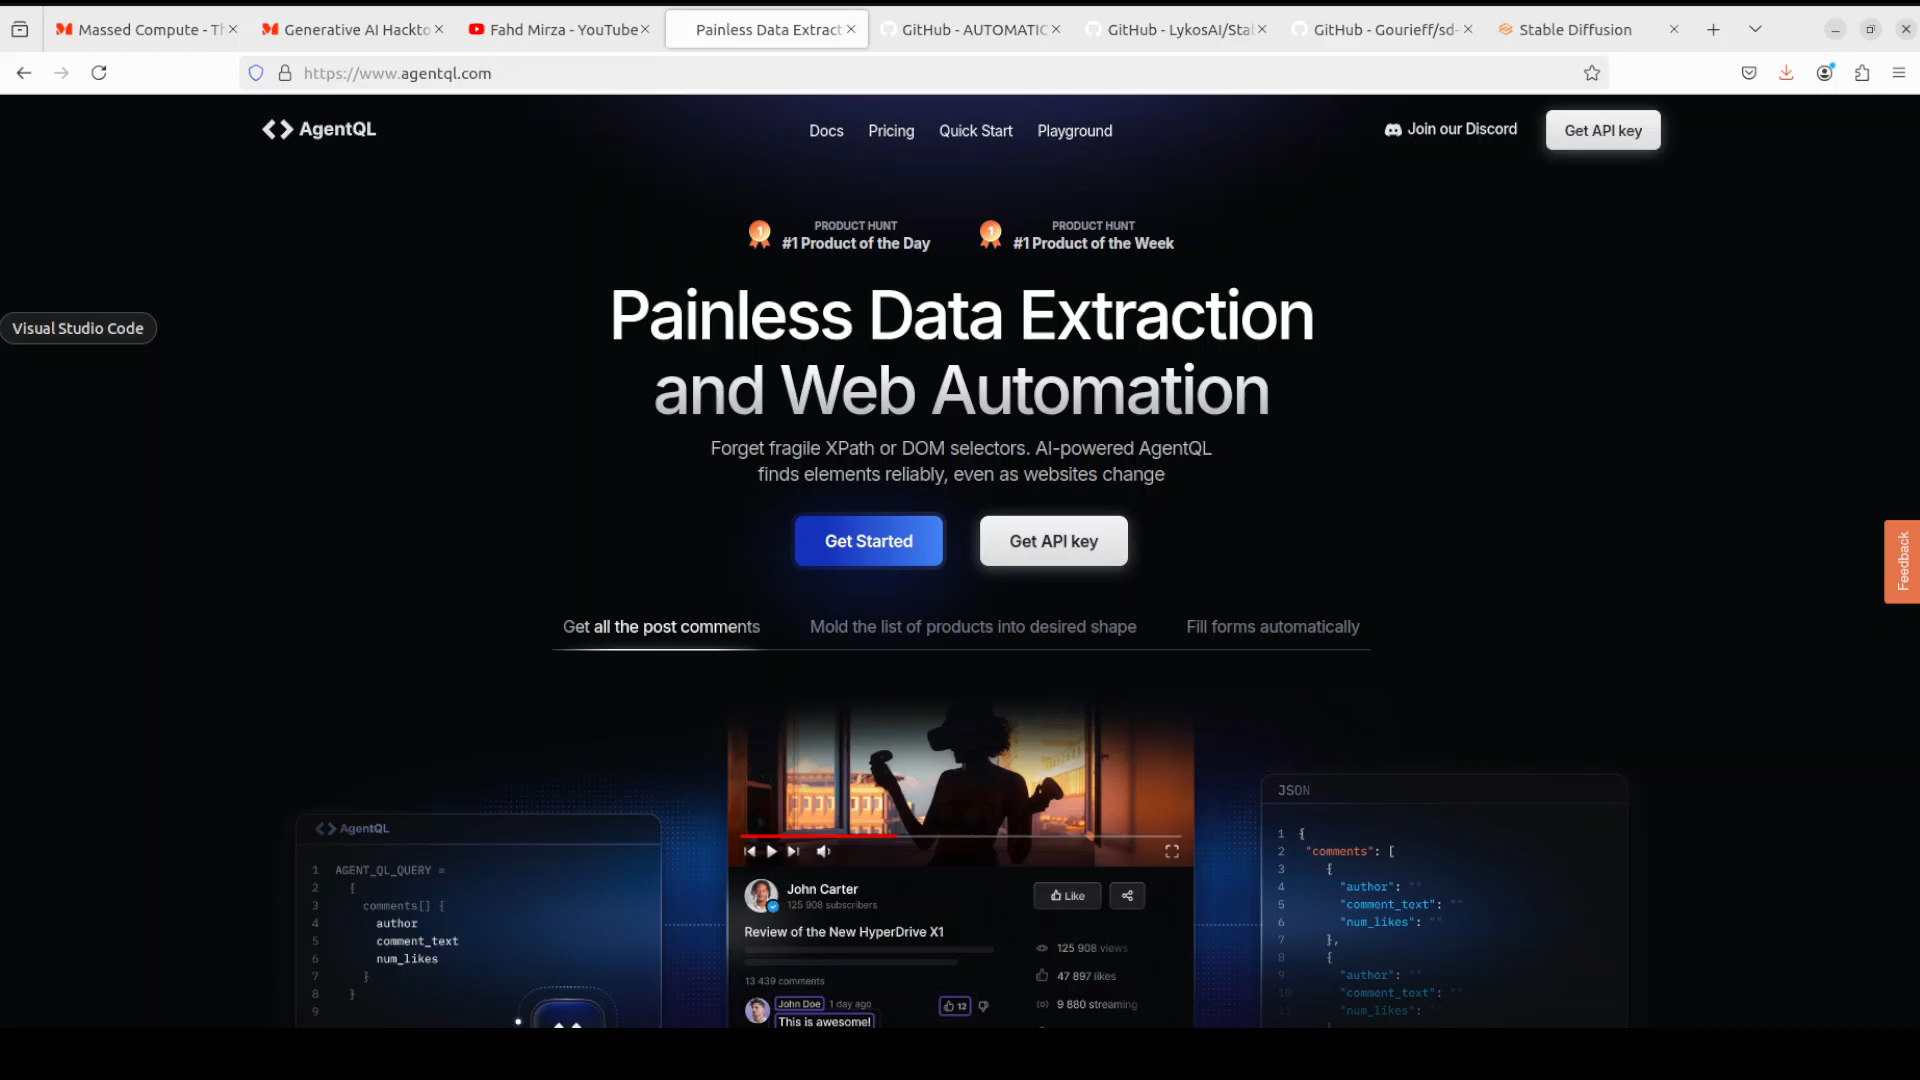 Massed Compute - Th
Generative AI Hackto
Fahd Mirza - YouTube
Painless Data Extract
GitHub - AUTOMATIC
GitHub - LykosAI/Stal
GitHub - Gourieff/sd-
Stable Diffusion
https://www.agentql.com
AgentQL
Docs
Pricing
Quick Start
Playground
Join our Discord
Get API key
1
PRODUCT HUNT
#1 Product of the Day
1
PRODUCT HUNT
#1 Product of the Week
Painless Data Extraction
and Web Automation
Visual Studio Code
Forget fragile XPath or DOM selectors. AI-powered AgentQL
finds elements reliably, even as websites change
Get Started
Get API key
Feedback
Get all the post comments
Mold the list of products into desired shape
Fill forms automatically
AgentQL
1 AGENT_QL_QUERY =
2 {
3 comments[] {
4 author
5 comment_text
6 num_likes
7 }
8 }
9
John Carter
125 908 subscribers
Like
Review of the New HyperDrive X1
125 908 views
47 897 likes
13 439 comments
9 880 streaming
John Doe 1 day ago
12
This is awesome!
JSON
1 {
2 "comments": [
3 {
4 "author": ""
5 "comment_text": ""
6 "num_likes": ""
7 },
8 {
9 "author": ""
10 "comment_text": ""
"num_likes": ""